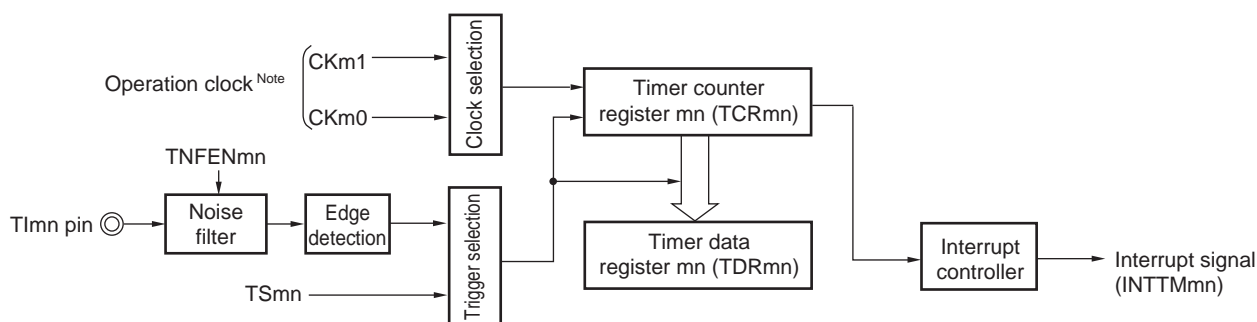 CKm1
Operation clock Note
CKm0
Clock selection
Timer counter
register mn (TCRmn)
TNFENmn
TImn pin
Noise
filter
Edge
detection
TSmn
Trigger selection
Timer data
register mn (TDRmn)
Interrupt
controller
Interrupt signal
(INTTMmn)